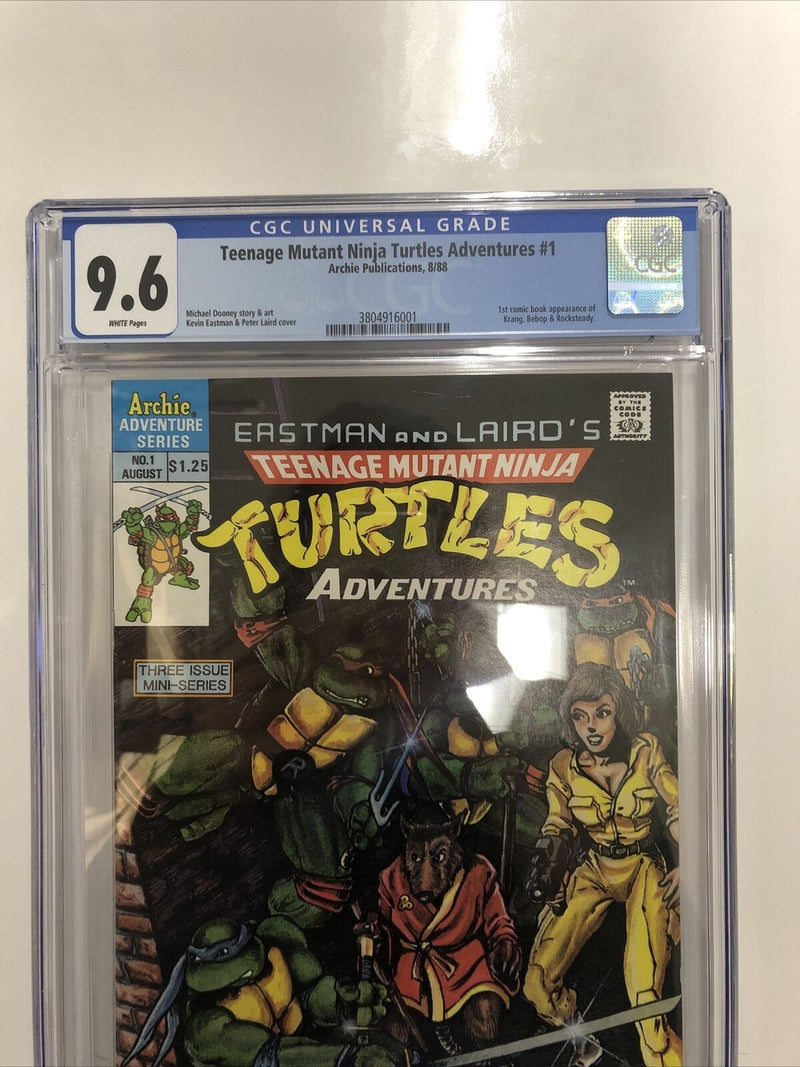 CGC UNIVERSAL GRADE
9.6
WHITE Pages
Teenage Mutant Ninja Turtles Adventures #1
Archie Publications, 8/88
Michael Dooney story & art
Kevin Eastman & Peter Laird cover
3804916001
1st comic book appearance of
Krang, Bebop & Rocksteady.
CGC
CGC
Archie
ADVENTURE
SERIES
NO.1
AUGUST
$1.25
APPROVED
BY THE
COMICS
CODE
AUTHORITY
EASTMAN AND LAIRD'S
TEENAGE MUTANT NINJA
TURTLES
ADVENTURES
TM
THREE ISSUE
MINI-SERIES
R